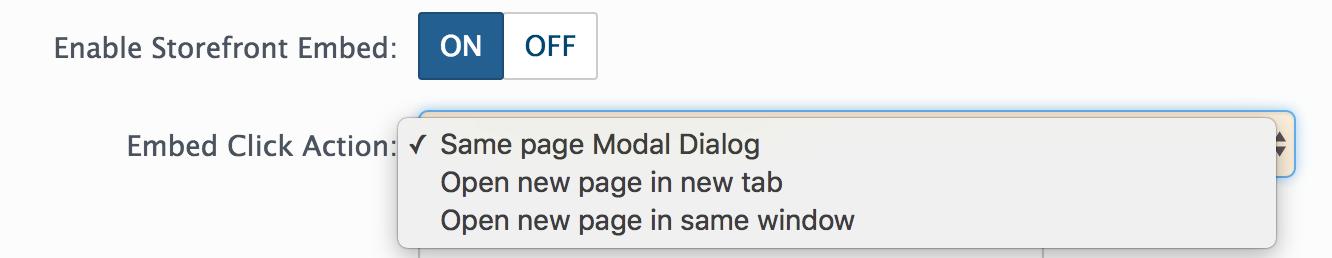 Enable Storefront Embed: ON OFF
Embed Click Action: ✓ Same page Modal Dialog
Open new page in new tab
Open new page in same window